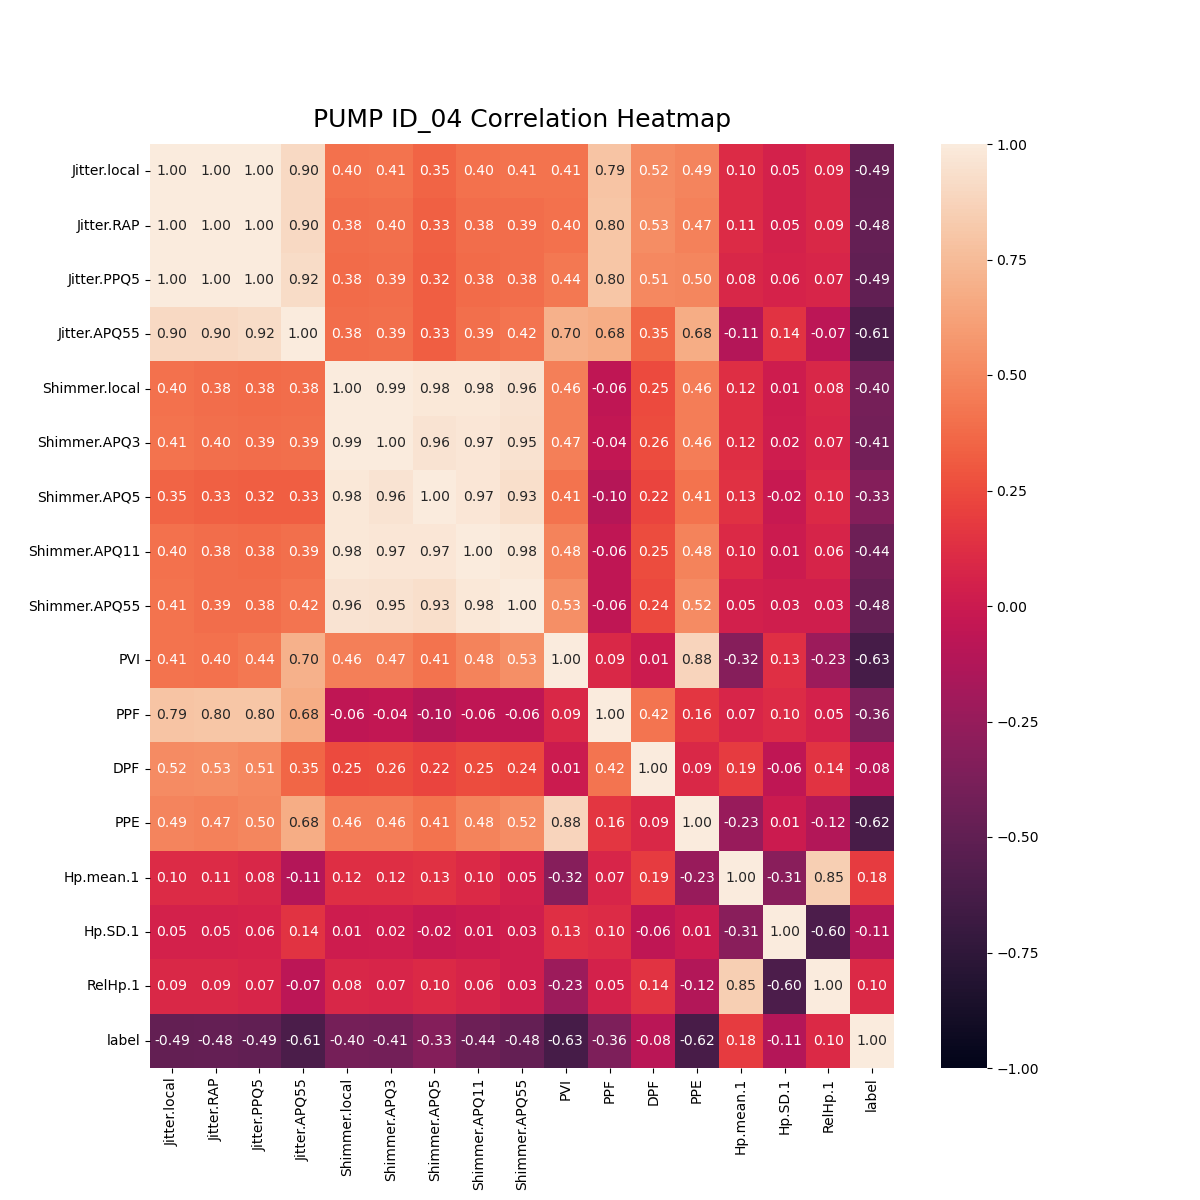 PUMP ID_04 Correlation Heatmap
Jitter.local 1.00 1.00 1.00 0.90 0.40 0.41 0.35 0.40 0.41 0.41 0.79 0.52 0.49 0.10 0.05 0.09 -0.49
Jitter.RAP 1.00 1.00 1.00 0.90 0.38 0.40 0.33 0.38 0.39 0.40 0.80 0.53 0.47 0.11 0.05 0.09 -0.48
Jitter.PPQ5 1.00 1.00 1.00 0.92 0.38 0.39 0.32 0.38 0.38 0.44 0.80 0.51 0.50 0.08 0.06 0.07 -0.49
Jitter.APQ55 0.90 0.90 0.92 1.00 0.38 0.39 0.33 0.39 0.42 0.70 0.68 0.35 0.68 -0.11 0.14 -0.07 -0.61
Shimmer.local 0.40 0.38 0.38 0.38 1.00 0.99 0.98 0.98 0.96 0.46 -0.06 0.25 0.46 0.12 0.01 0.08 -0.40
Shimmer.APQ3 0.41 0.40 0.39 0.39 0.99 1.00 0.96 0.97 0.95 0.47 -0.04 0.26 0.46 0.12 0.02 0.07 -0.41
Shimmer.APQ5 0.35 0.33 0.32 0.33 0.98 0.96 1.00 0.97 0.93 0.41 -0.10 0.22 0.41 0.13 -0.02 0.10 -0.33
Shimmer.APQ11 0.40 0.38 0.38 0.39 0.98 0.97 0.97 1.00 0.98 0.48 -0.06 0.25 0.48 0.10 0.01 0.06 -0.44
Shimmer.APQ55 0.41 0.39 0.38 0.42 0.96 0.95 0.93 0.98 1.00 0.53 -0.06 0.24 0.52 0.05 0.03 0.03 -0.48
PVI 0.41 0.40 0.44 0.70 0.46 0.47 0.41 0.48 0.53 1.00 0.09 0.01 0.88 -0.32 0.13 -0.23 -0.63
PPF 0.79 0.80 0.80 0.68 -0.06 -0.04 -0.10 -0.06 -0.06 0.09 1.00 0.42 0.16 0.07 0.10 0.05 -0.36
DPF 0.52 0.53 0.51 0.35 0.25 0.26 0.22 0.25 0.24 0.01 0.42 1.00 0.09 0.19 -0.06 0.14 -0.08
PPE 0.49 0.47 0.50 0.68 0.46 0.46 0.41 0.48 0.52 0.88 0.16 0.09 1.00 -0.23 0.01 -0.12 -0.62
Hp.mean.1 0.10 0.11 0.08 -0.11 0.12 0.12 0.13 0.10 0.05 -0.32 0.07 0.19 -0.23 1.00 -0.31 0.85 0.18
Hp.SD.1 0.05 0.05 0.06 0.14 0.01 0.02 -0.02 0.01 0.03 0.13 0.10 -0.06 0.01 -0.31 1.00 -0.60 -0.11
RelHp.1 0.09 0.09 0.07 -0.07 0.08 0.07 0.10 0.06 0.03 -0.23 0.05 0.14 -0.12 0.85 -0.60 1.00 0.10
label -0.49 -0.48 -0.49 -0.61 -0.40 -0.41 -0.33 -0.44 -0.48 -0.63 -0.36 -0.08 -0.62 0.18 -0.11 0.10 1.00
Jitter.local
Jitter.RAP
Jitter.PPQ5
Jitter.APQ55
Shimmer.local
Shimmer.APQ3
Shimmer.APQ5
Shimmer.APQ11
Shimmer.APQ55
PVI
PPF
DPF
PPE
Hp.mean.1
Hp.SD.1
RelHp.1
label
1.00
0.75
0.50
0.25
0.00
−0.25
−0.50
−0.75
−1.00